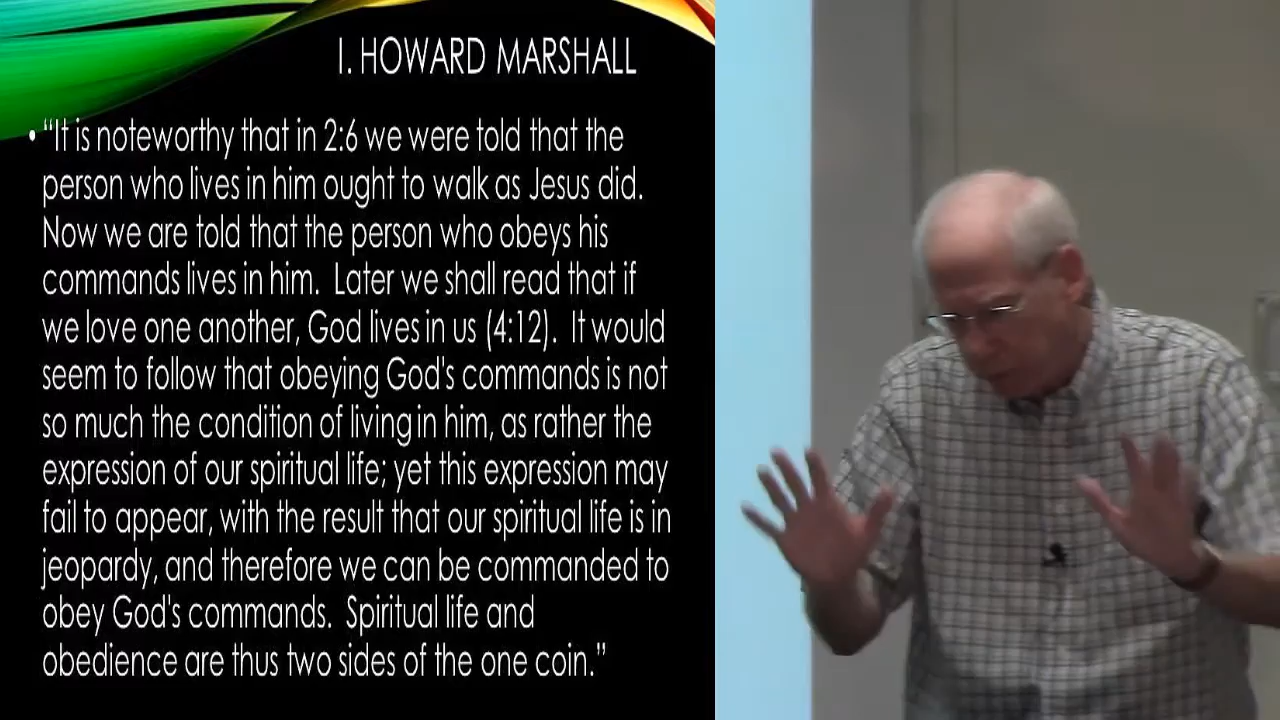 I. HOWARD MARSHALL
• “It is noteworthy that in 2:6 we were told that the
person who lives in him ought to walk as Jesus did.
Now we are told that the person who obeys his
commands lives in him.  Later we shall read that if
we love one another, God lives in us (4:12).  It would
seem to follow that obeying God's commands is not
so much the condition of living in him, as rather the
expression of our spiritual life; yet this expression may
fail to appear, with the result that our spiritual life is in
jeopardy, and therefore we can be commanded to
obey God's commands.  Spiritual life and
obedience are thus two sides of the one coin.”